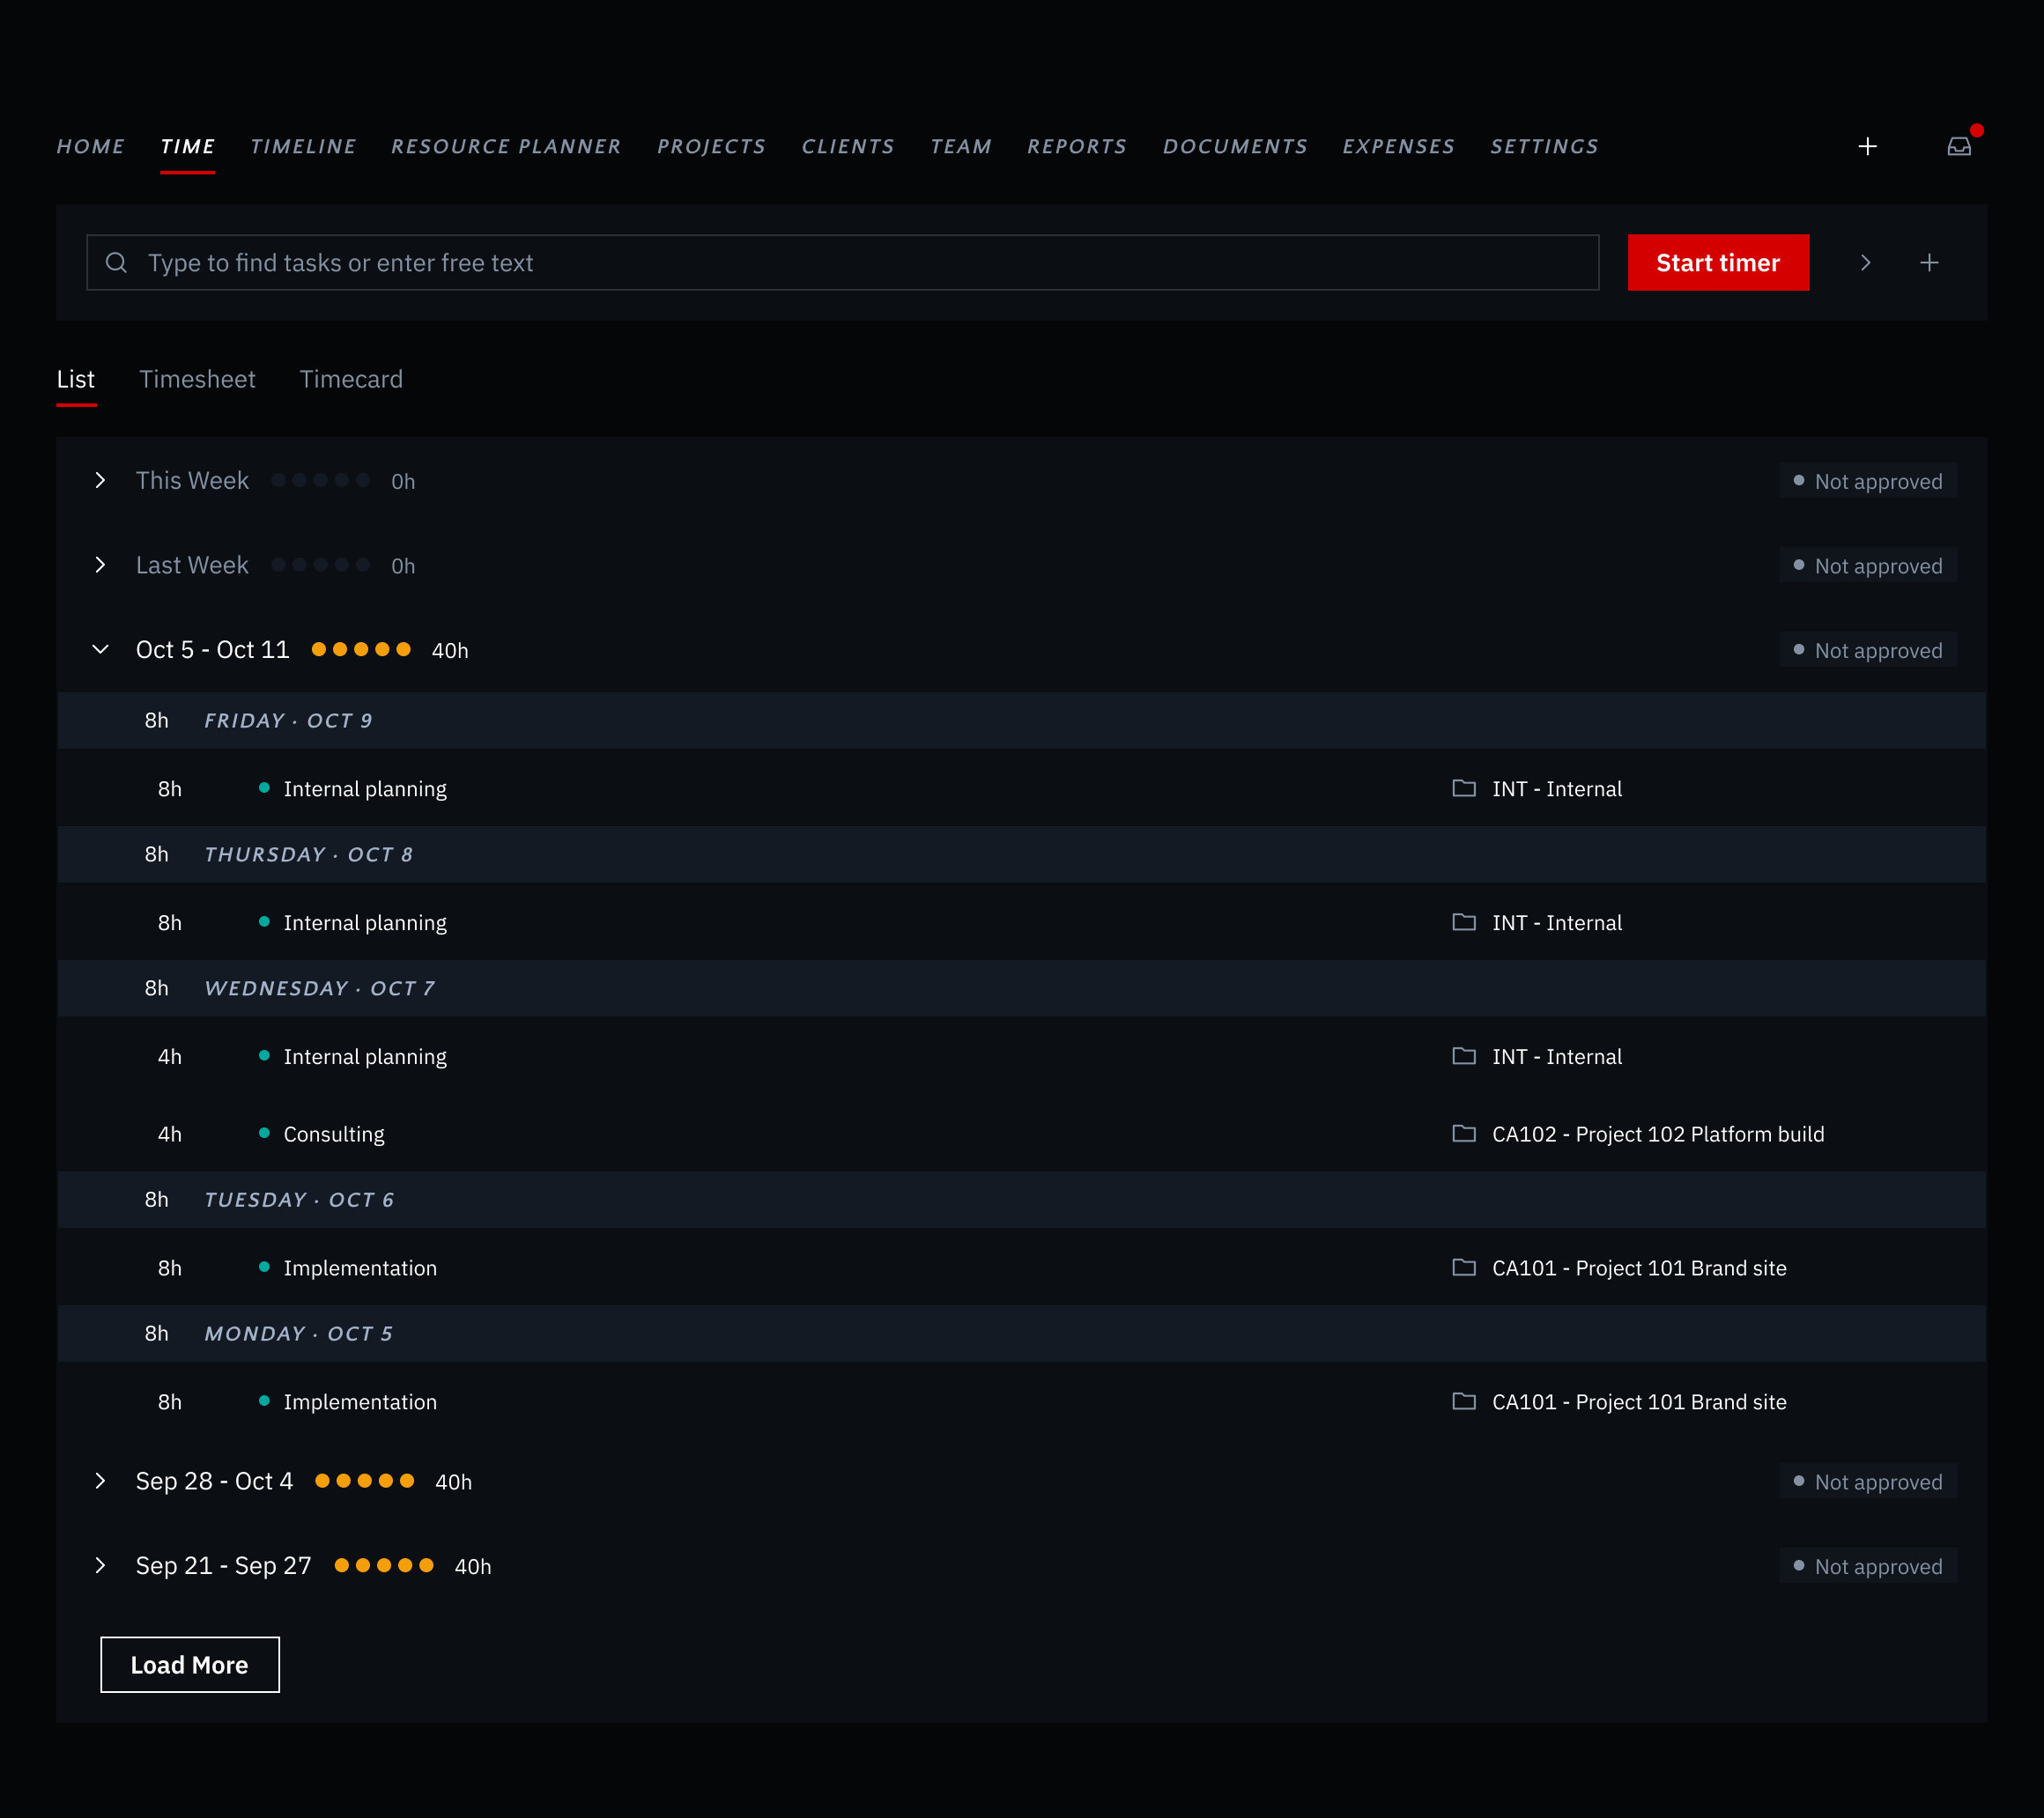 HOME TIME TIMELINE RESOURCE PLANNER PROJECTS CLIENTS TEAM REPORTS DOCUMENTS EXPENSES SETTINGS
Type to find tasks or enter free text Start timer
List Timesheet Timecard
This Week 0h Not approved
Last Week 0h Not approved
Oct 5 - Oct 11 40h Not approved
8h FRIDAY · OCT 9
8h Internal planning INT - Internal
8h THURSDAY · OCT 8
8h Internal planning INT - Internal
8h WEDNESDAY · OCT 7
4h Internal planning INT - Internal
4h Consulting CA102 - Project 102 Platform build
8h TUESDAY · OCT 6
8h Implementation CA101 - Project 101 Brand site
8h MONDAY · OCT 5
8h Implementation CA101 - Project 101 Brand site
Sep 28 - Oct 4 40h Not approved
Sep 21 - Sep 27 40h Not approved
Load More